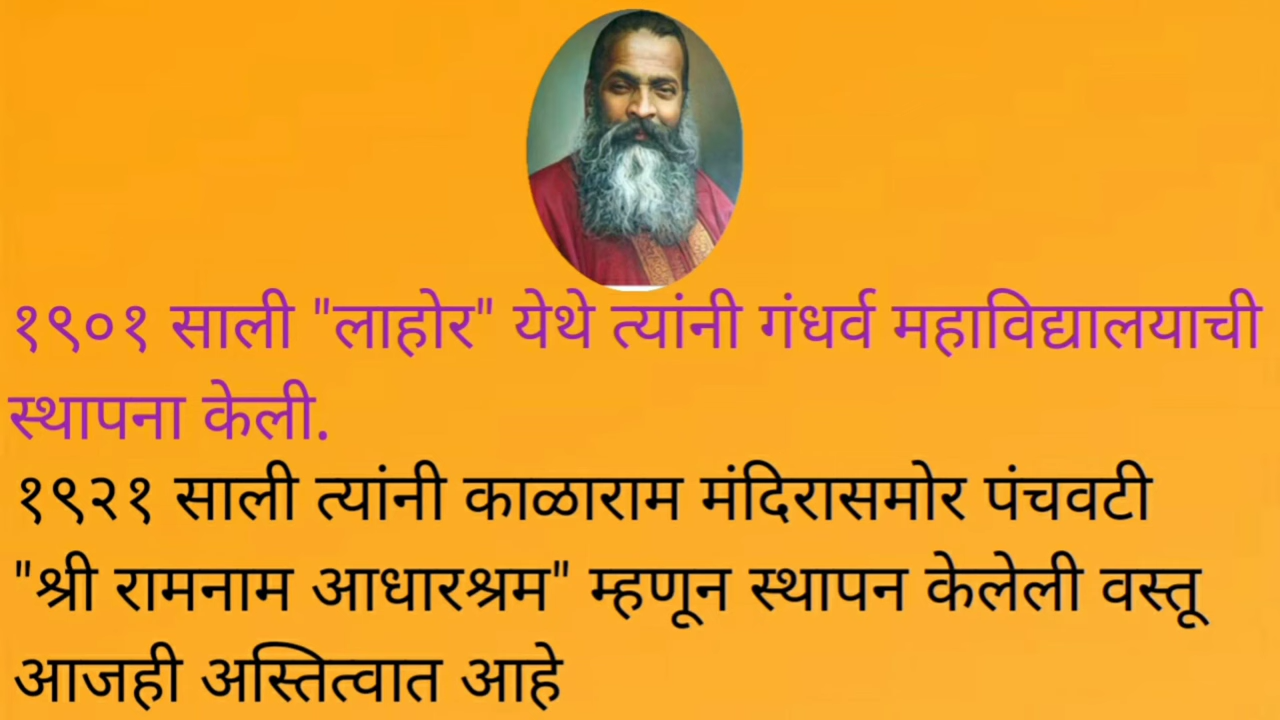 १९०१ साली "लाहोर" येथे त्यांनी गंधर्व महाविद्यालयाची
स्थापना केली.
१९२१ साली त्यांनी काळाराम मंदिरासमोर पंचवटी
"श्री रामनाम आधारश्रम" म्हणून स्थापन केलेली वस्तू
आजही अस्तित्वात आहे